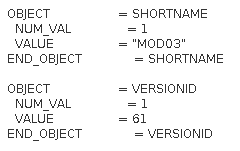 OBJECT = SHORTNAME
NUM_VAL = 1
VALUE = "MOD03"
END_OBJECT = SHORTNAME
OBJECT = VERSIONID
NUM_VAL = 1
VALUE = 61
END_OBJECT = VERSIONID